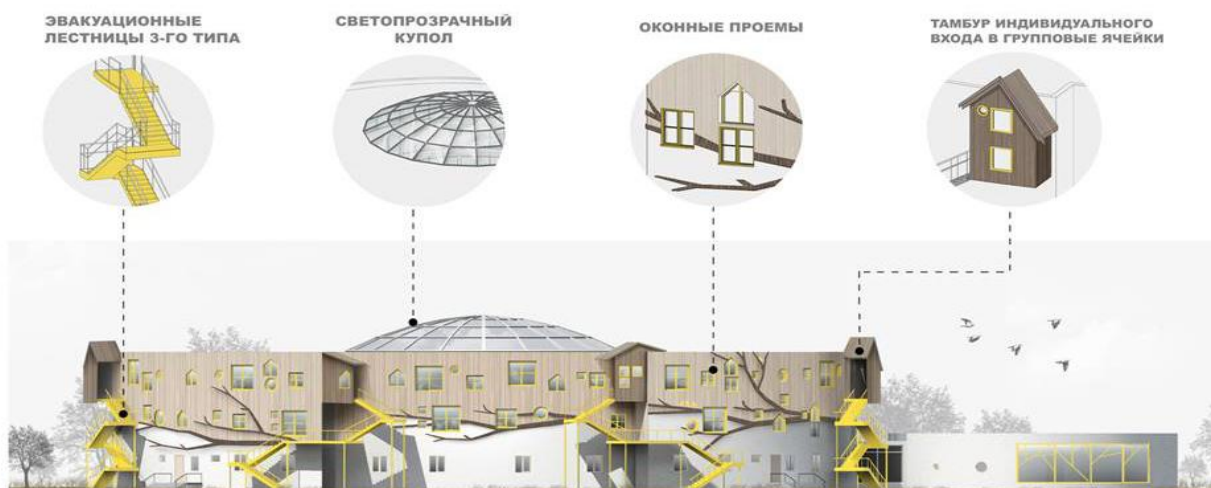 ЭВАКУАЦИОННЫЕ
ЛЕСТНИЦЫ 3-ГО ТИПА
СВЕТОПРОЗРАЧНЫЙ
КУПОЛ
ОКОННЫЕ ПРОЕМЫ
ТАМБУР ИНДИВИДУАЛЬНОГО
ВХОДА В ГРУППОВЫЕ ЯЧЕЙКИ